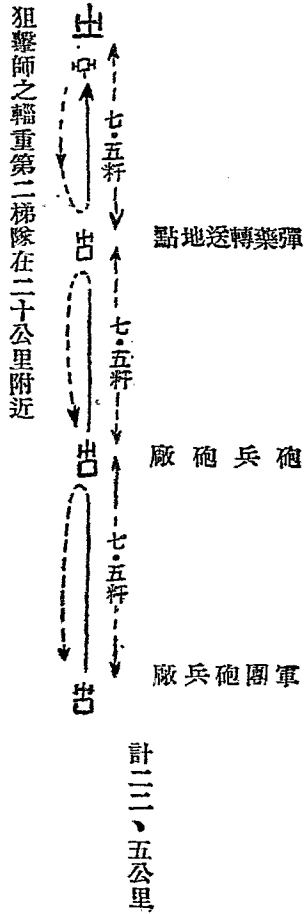 彈藥轉送地點
砲兵砲廠
軍團砲兵廠
七・五粁
七・五粁
七・五粁
計二二、五公里
狙擊師之輜重第二梯隊在二十公里附近